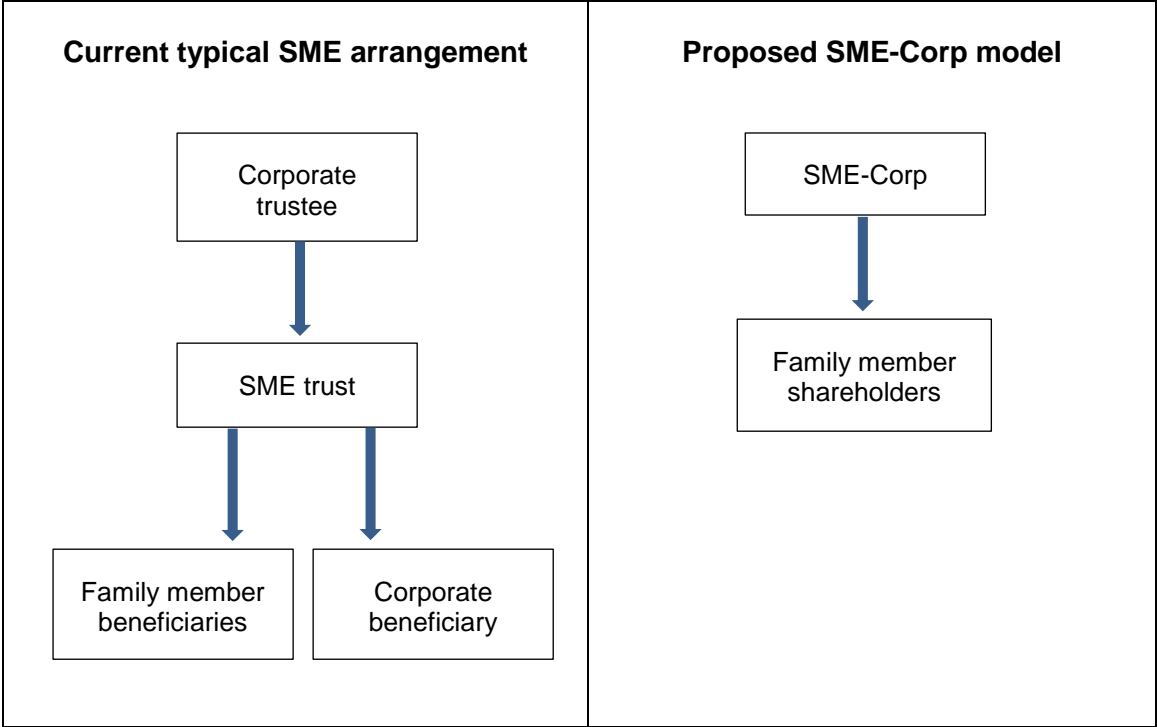 Current typical SME arrangement
Corporate
trustee
SME trust
Family member
beneficiaries
Corporate
beneficiary
Proposed SME-Corp model
SME-Corp
Family member
shareholders